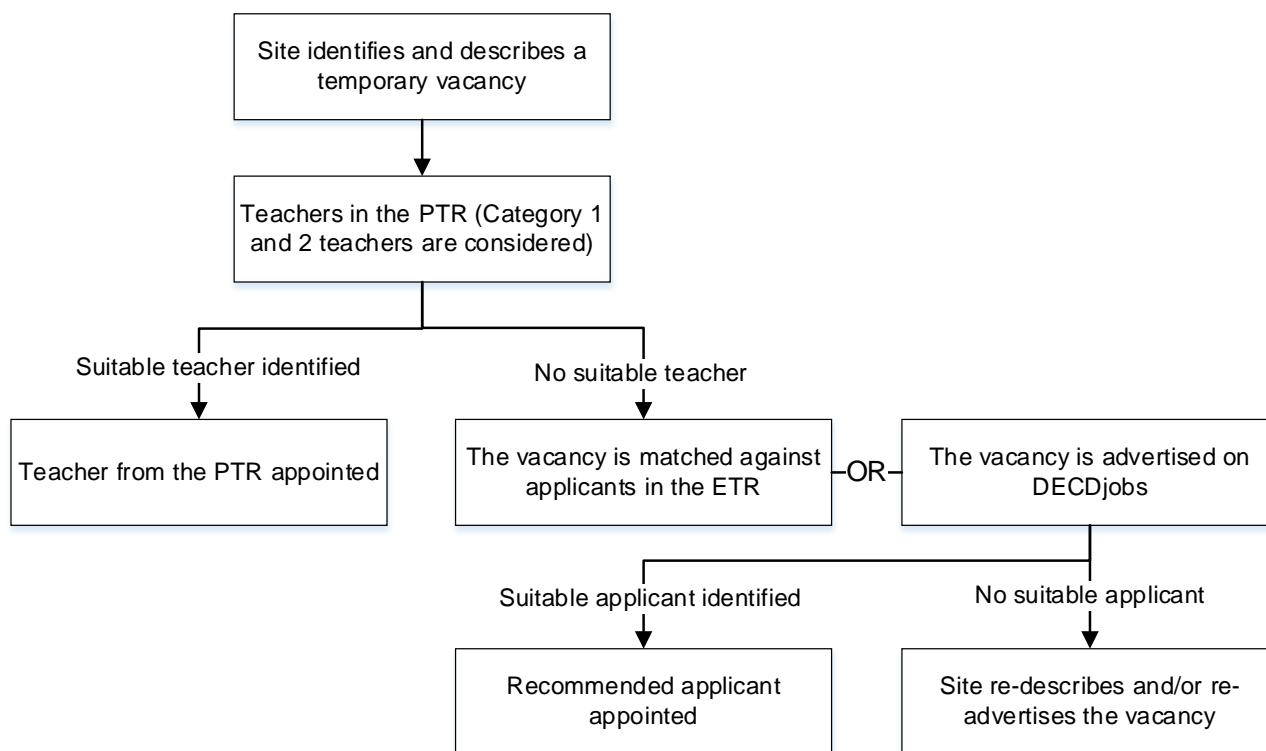 Site identifies and describes a
temporary vacancy
Teachers in the PTR (Category 1
and 2 teachers are considered)
Suitable teacher identified
No suitable teacher
Teacher from the PTR appointed
The vacancy is matched against
applicants in the ETR
OR
The vacancy is advertised on
DECDjobs
Suitable applicant identified
No suitable applicant
Recommended applicant
appointed
Site re-describes and/or re-
advertises the vacancy